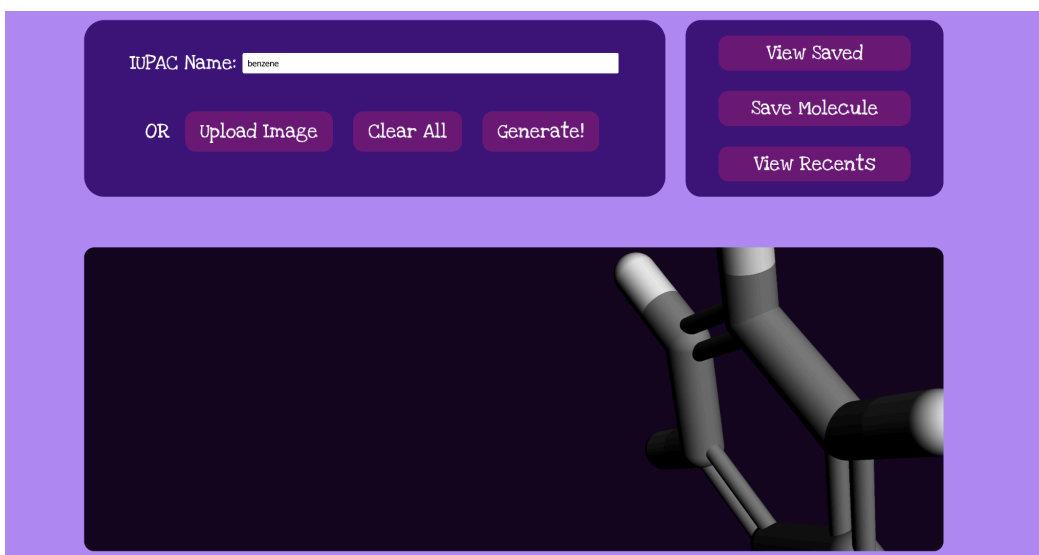 IUPAC Name: benzene
OR Upload Image Clear All Generate!
View Saved
Save Molecule
View Recents